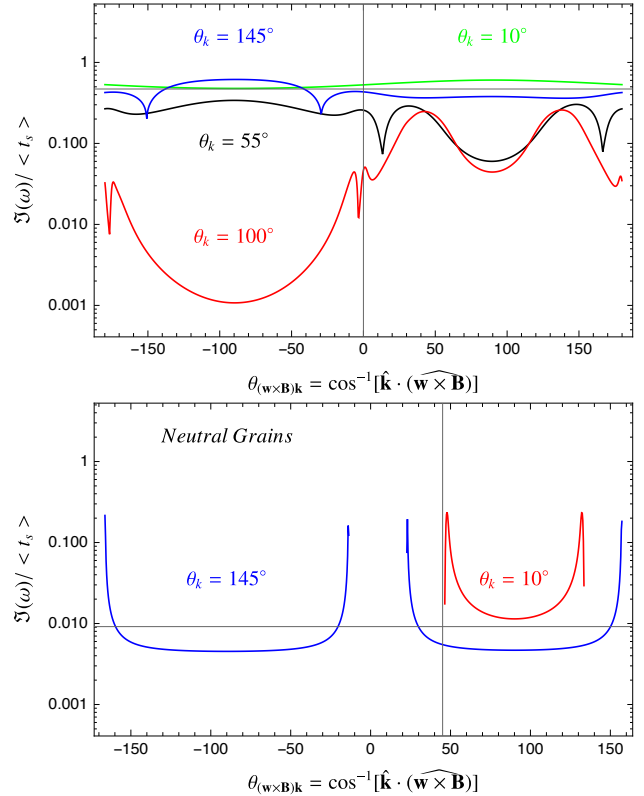 θₖ = 145° θₖ = 10°
1
0.100
θₖ = 55°
0.010
θₖ = 100°
0.001
ℑ(ω)/ < tₛ >
−150 −100 −50 0 50 100 150
θ₍𝐰×𝐁₎𝐤 = cos⁻¹[𝐤̂ · (𝐰 × 𝐁)^]
Neutral Grains
1
0.100
θₖ = 145° θₖ = 10°
0.010
0.001
ℑ(ω)/ < tₛ >
−150 −100 −50 0 50 100 150
θ₍𝐰×𝐁₎𝐤 = cos⁻¹[𝐤̂ · (𝐰 × 𝐁)^]